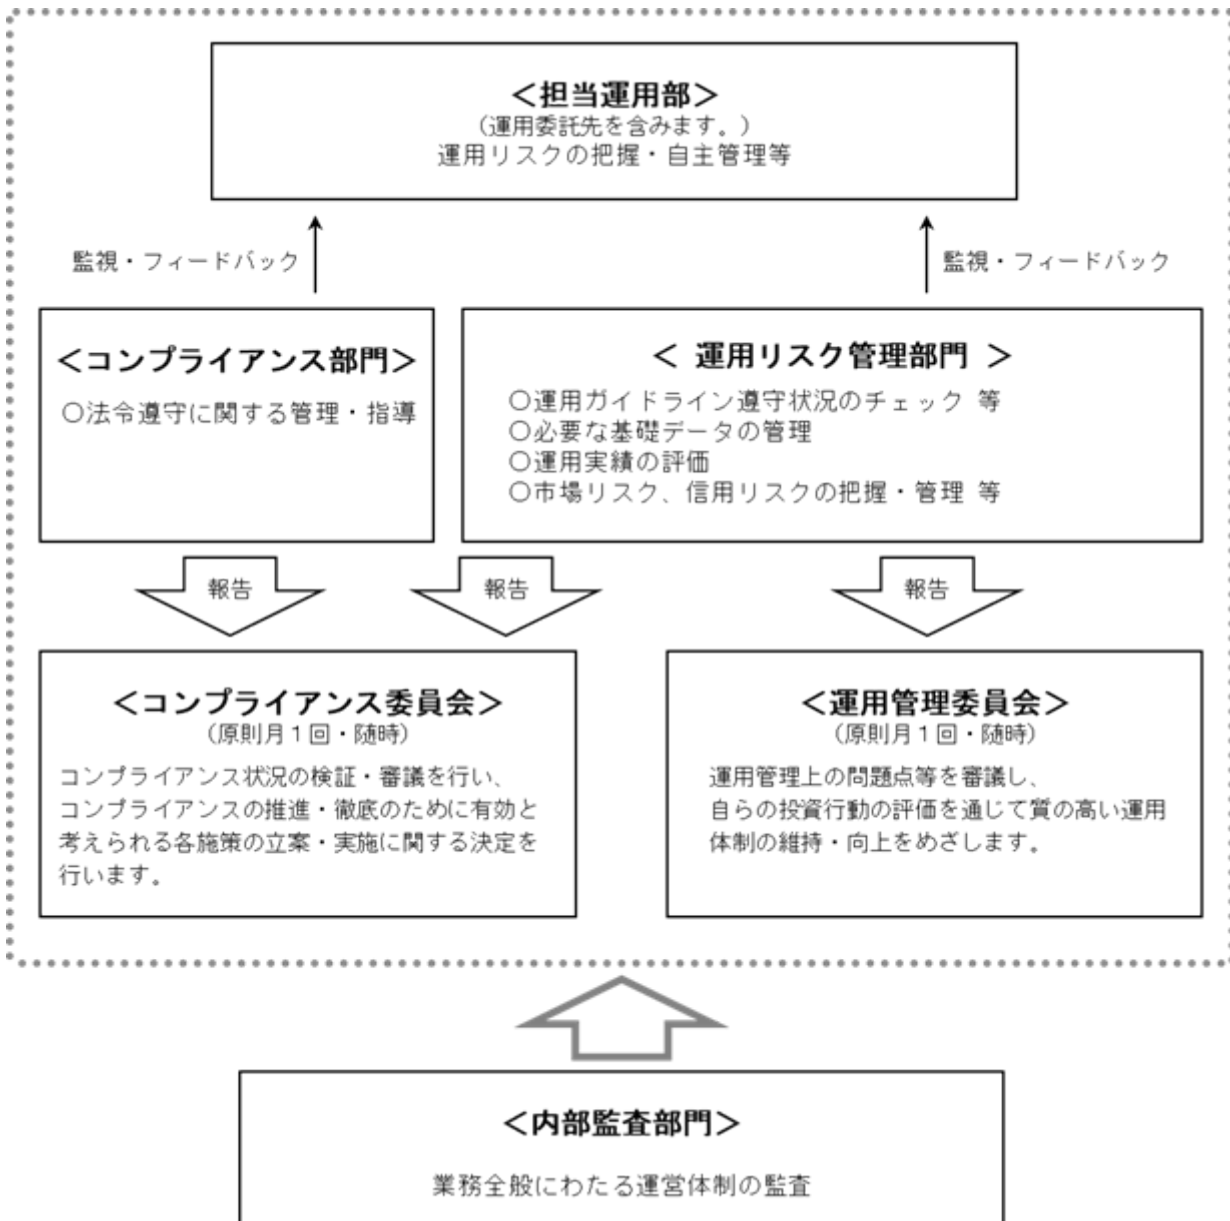 ＜担当運用部＞
（運用委託先を含みます。）
運用リスクの把握・自主管理等
監視・フィードバック
監視・フィードバック
＜コンプライアンス部門＞
○法令遵守に関する管理・指導
＜ 運用リスク管理部門 ＞
○運用ガイドライン遵守状況のチェック 等
○必要な基礎データの管理
○運用実績の評価
○市場リスク、信用リスクの把握・管理 等
報告
報告
報告
＜コンプライアンス委員会＞
（原則月１回・随時）
コンプライアンス状況の検証・審議を行い、
コンプライアンスの推進・徹底のために有効と
考えられる各施策の立案・実施に関する決定を
行います。
＜運用管理委員会＞
（原則月１回・随時）
運用管理上の問題点等を審議し、
自らの投資行動の評価を通じて質の高い運用
体制の維持・向上をめざします。
＜内部監査部門＞
業務全般にわたる運営体制の監査